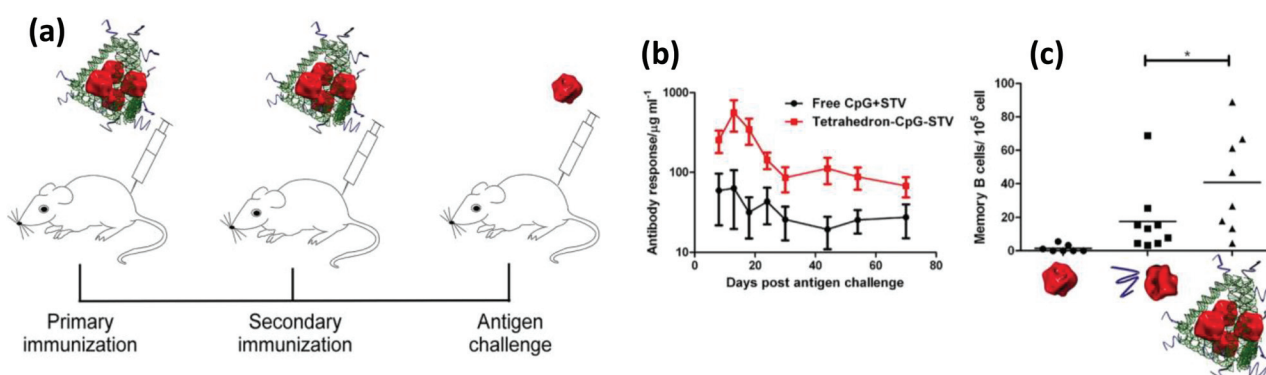 (a)
Primary
immunization
Secondary
immunization
Antigen
challenge
(b)
Antibody response/µg ml⁻¹
1000
100
10
0
20
40
60
80
Days post antigen challenge
Free CpG+STV
Tetrahedron-CpG-STV
(c)
Memory B cells/ 10⁵ cell
100
80
60
40
20
0
*